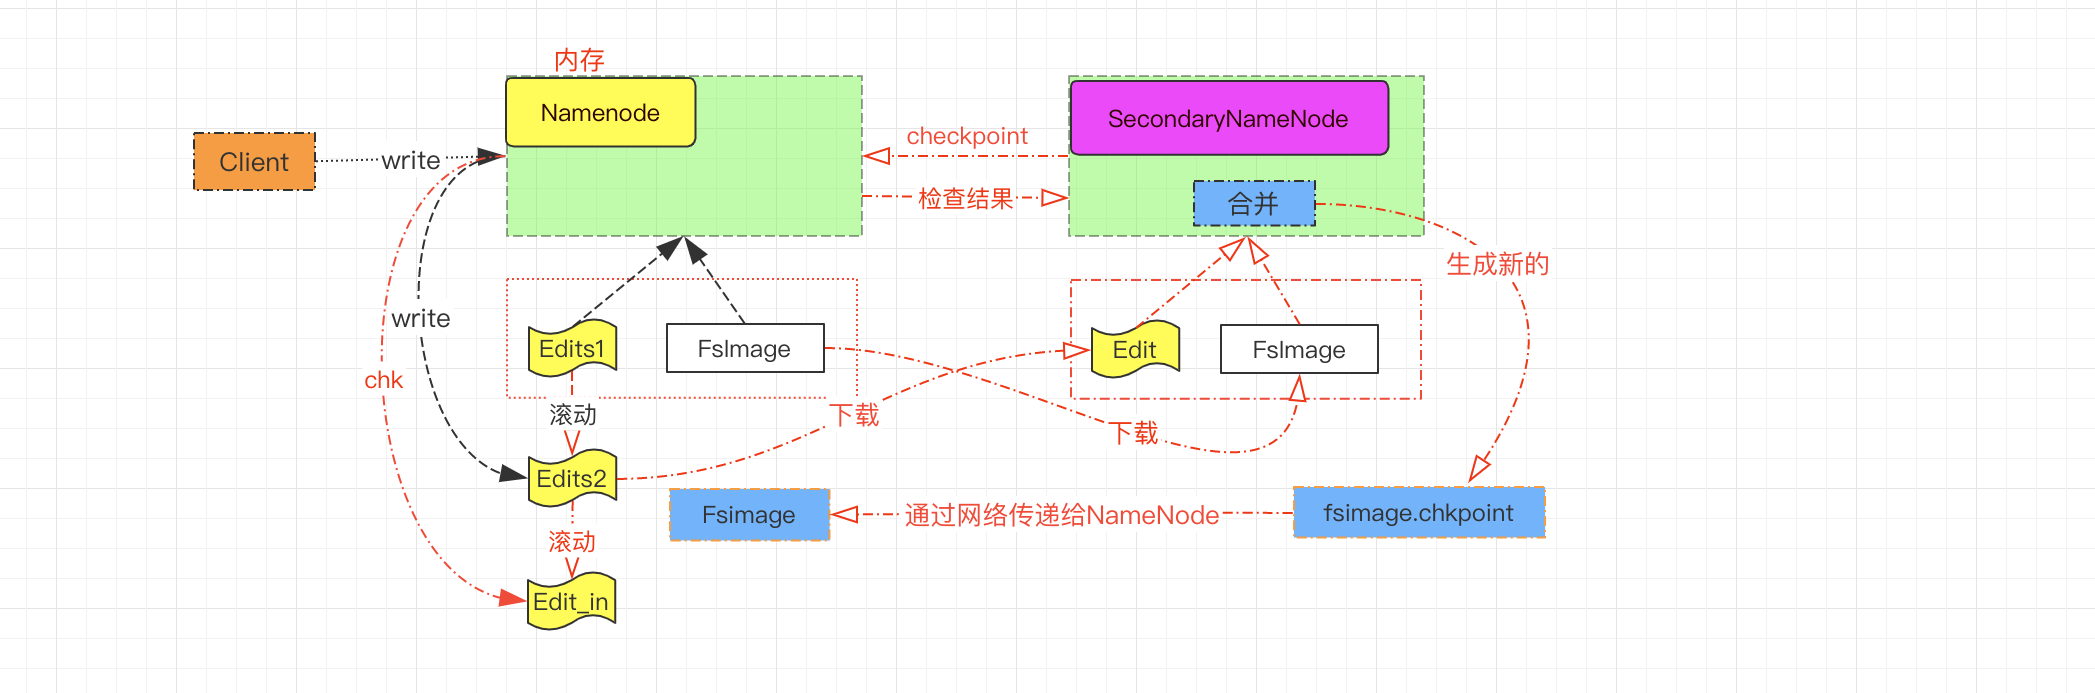 内存
Namenode
SecondaryNameNode
checkpoint
Client
write
检查结果
合并
生成新的
write
Edits1
FsImage
Edit
FsImage
chk
滚动
下载
下载
Edits2
Fsimage
通过网络传递给NameNode
fsimage.chkpoint
滚动
Edit_in